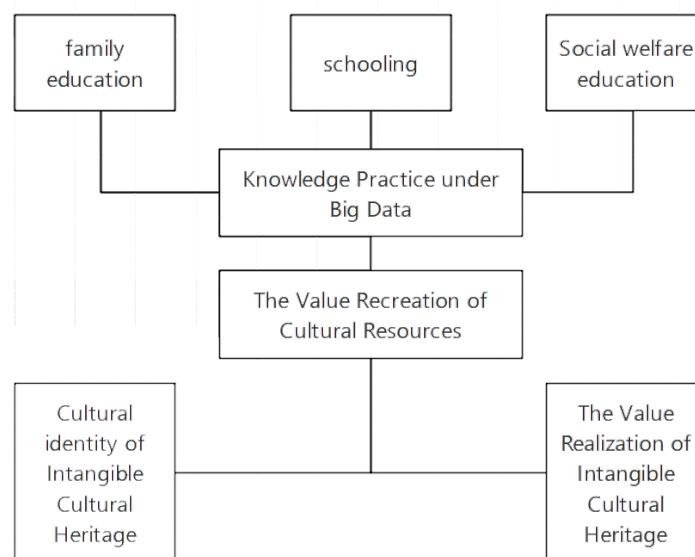 family
education
schooling
Social welfare
education
Knowledge Practice under
Big Data
The Value Recreation of
Cultural Resources
Cultural
identity of
Intangible
Cultural
Heritage
The Value
Realization of
Intangible
Cultural
Heritage